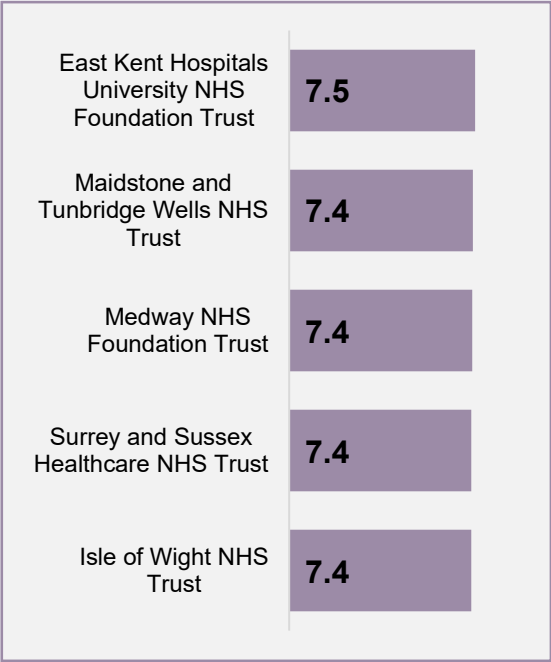 East Kent Hospitals
University NHS
Foundation Trust
7.5
Maidstone and
Tunbridge Wells NHS
Trust
7.4
Medway NHS
Foundation Trust
7.4
Surrey and Sussex
Healthcare NHS Trust
7.4
Isle of Wight NHS
Trust
7.4